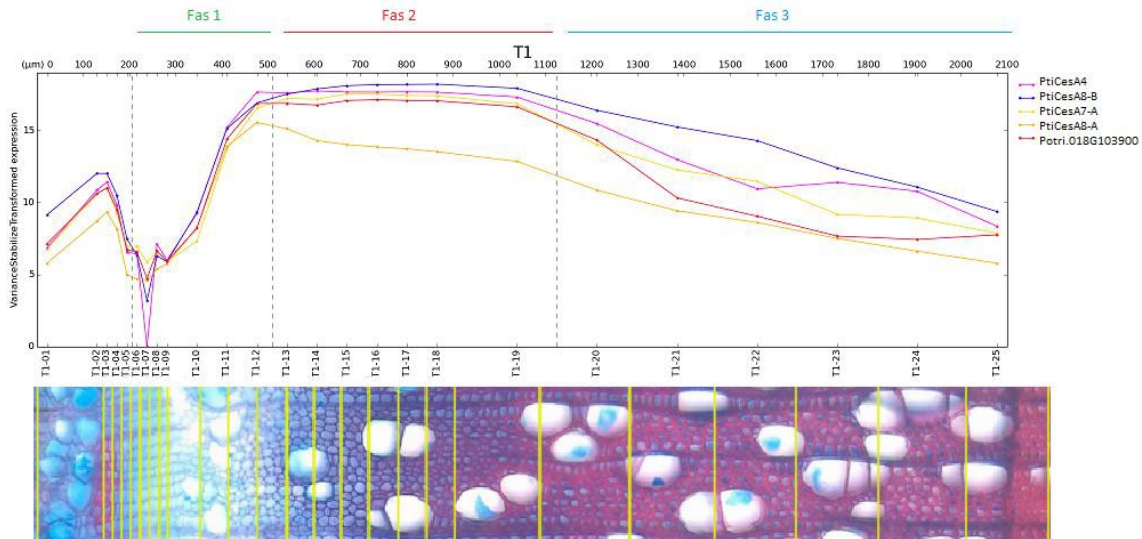 Fas 1 Fas 2 Fas 3
T1
(μm) 0 100 200 300 400 500 600 700 800 900 1000 1100 1200 1300 1400 1500 1600 1700 1800 1900 2000 2100
PtiCesA4
PtiCesA8-B
PtiCesA7-A
PtiCesA8-A
Potri.018G103900
VarianceStabilizeTransformed expression
15
10
5
0
T1-01 T1-02 T1-03 T1-04 T1-05 T1-06 T1-07 T1-08 T1-09 T1-10 T1-11 T1-12 T1-13 T1-14 T1-15 T1-16 T1-17 T1-18 T1-19 T1-20 T1-21 T1-22 T1-23 T1-24 T1-25